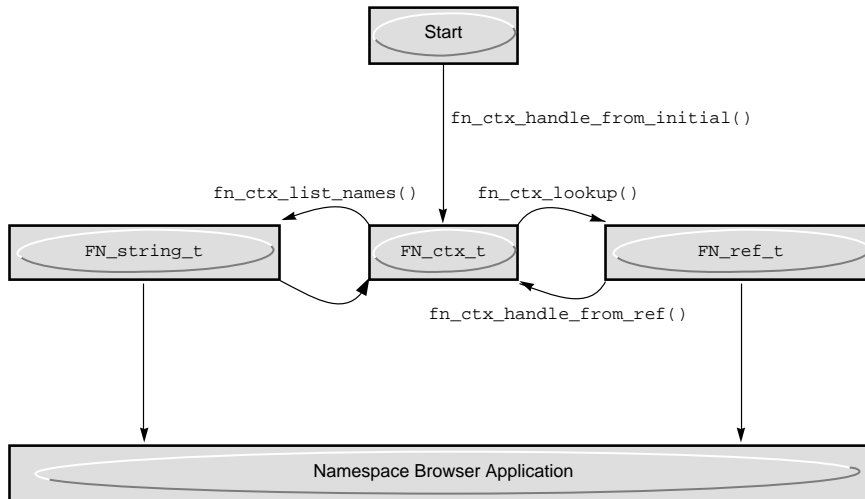 Start
fn_ctx_handle_from_initial()
fn_ctx_list_names()
fn_ctx_lookup()
FN_string_t
FN_ctx_t
FN_ref_t
fn_ctx_handle_from_ref()
Namespace Browser Application